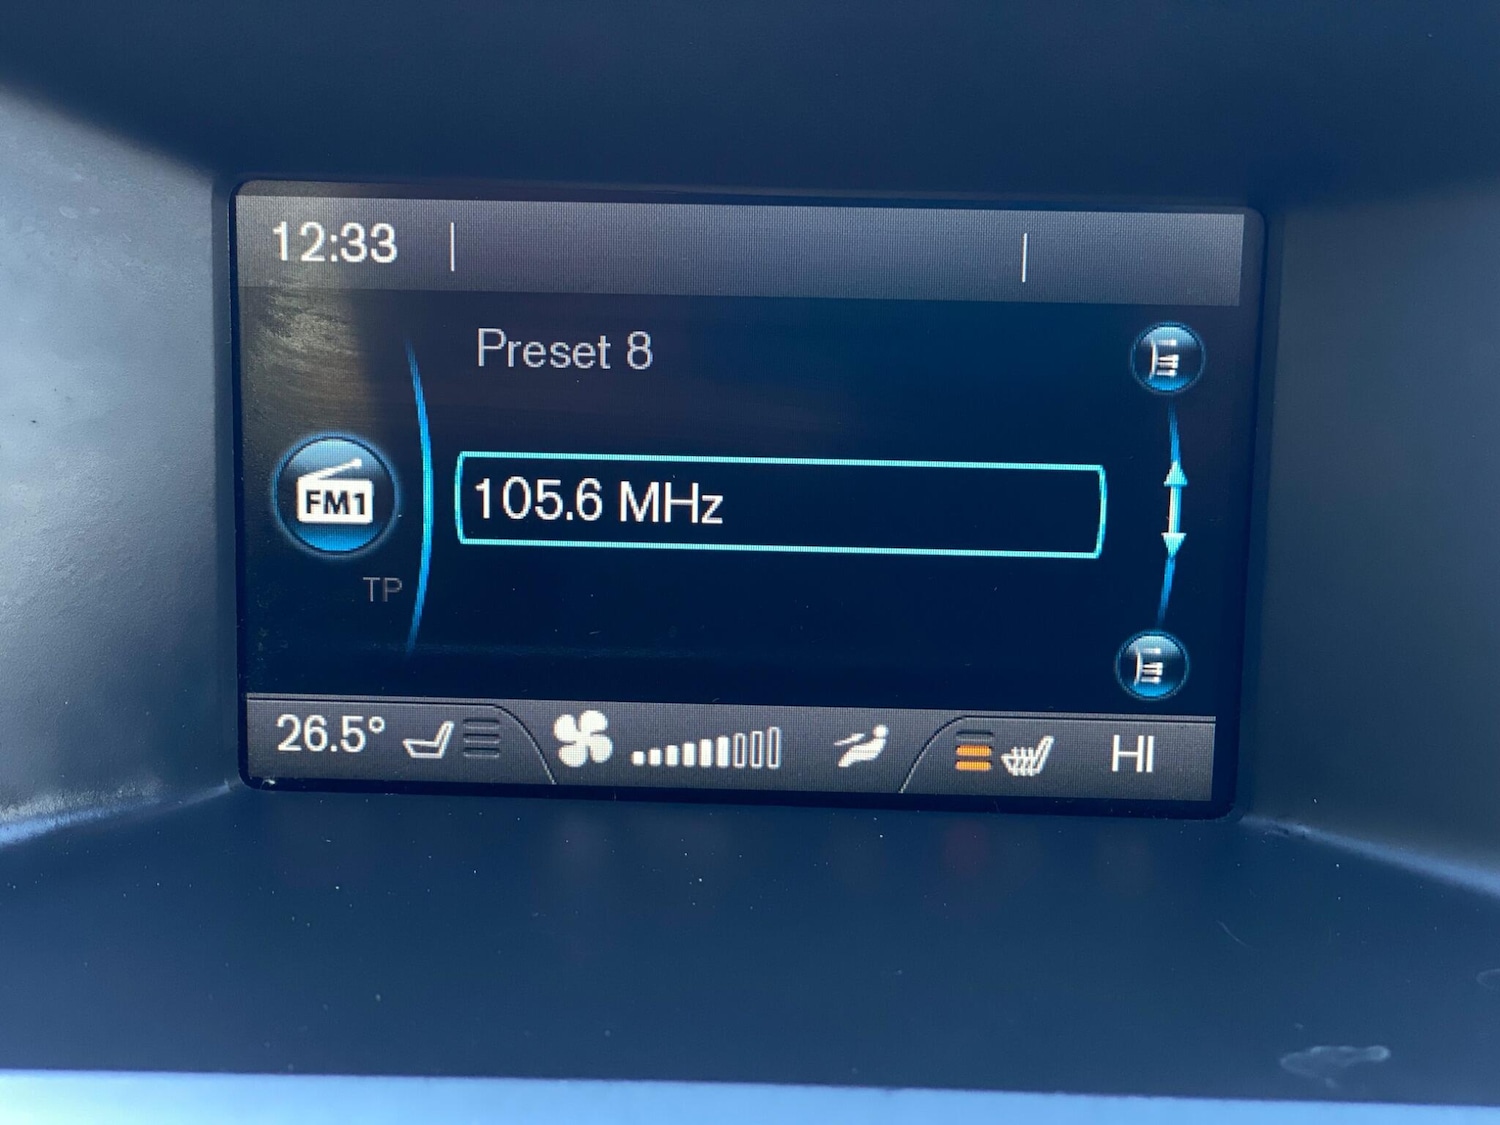 12:33
Preset 8
FM1
105.6 MHz
TP
26.5°
HI